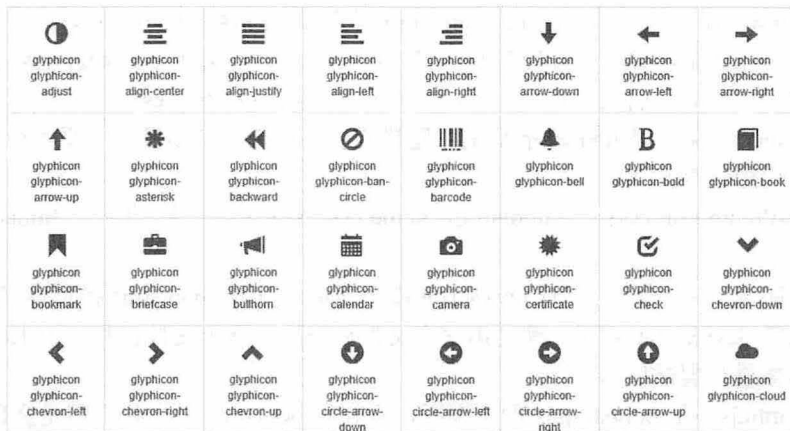 glyphicon
glyphicon-
adjust
glyphicon
glyphicon-
align-center
glyphicon
glyphicon-
align-justify
glyphicon
glyphicon-
align-left
glyphicon
glyphicon-
align-right
glyphicon
glyphicon-
arrow-down
glyphicon
glyphicon-
arrow-left
glyphicon
glyphicon-
arrow-right
glyphicon
glyphicon-
arrow-up
glyphicon
glyphicon-
asterisk
glyphicon
glyphicon-
backward
glyphicon
glyphicon-ban-
circle
glyphicon
glyphicon-
barcode
glyphicon
glyphicon-bell
B
glyphicon
glyphicon-bold
glyphicon
glyphicon-book
glyphicon
glyphicon-
bookmark
glyphicon
glyphicon-
briefcase
glyphicon
glyphicon-
bullhorn
glyphicon
glyphicon-
calendar
glyphicon
glyphicon-
camera
glyphicon
glyphicon-
certificate
glyphicon
glyphicon-
check
glyphicon
glyphicon-
chevron-down
glyphicon
glyphicon-
chevron-left
glyphicon
glyphicon-
chevron-right
glyphicon
glyphicon-
chevron-up
glyphicon
glyphicon-
circle-arrow-
down
glyphicon
glyphicon-
circle-arrow-left
glyphicon
glyphicon-
circle-arrow-
right
glyphicon
glyphicon-
circle-arrow-up
glyphicon
glyphicon-cloud